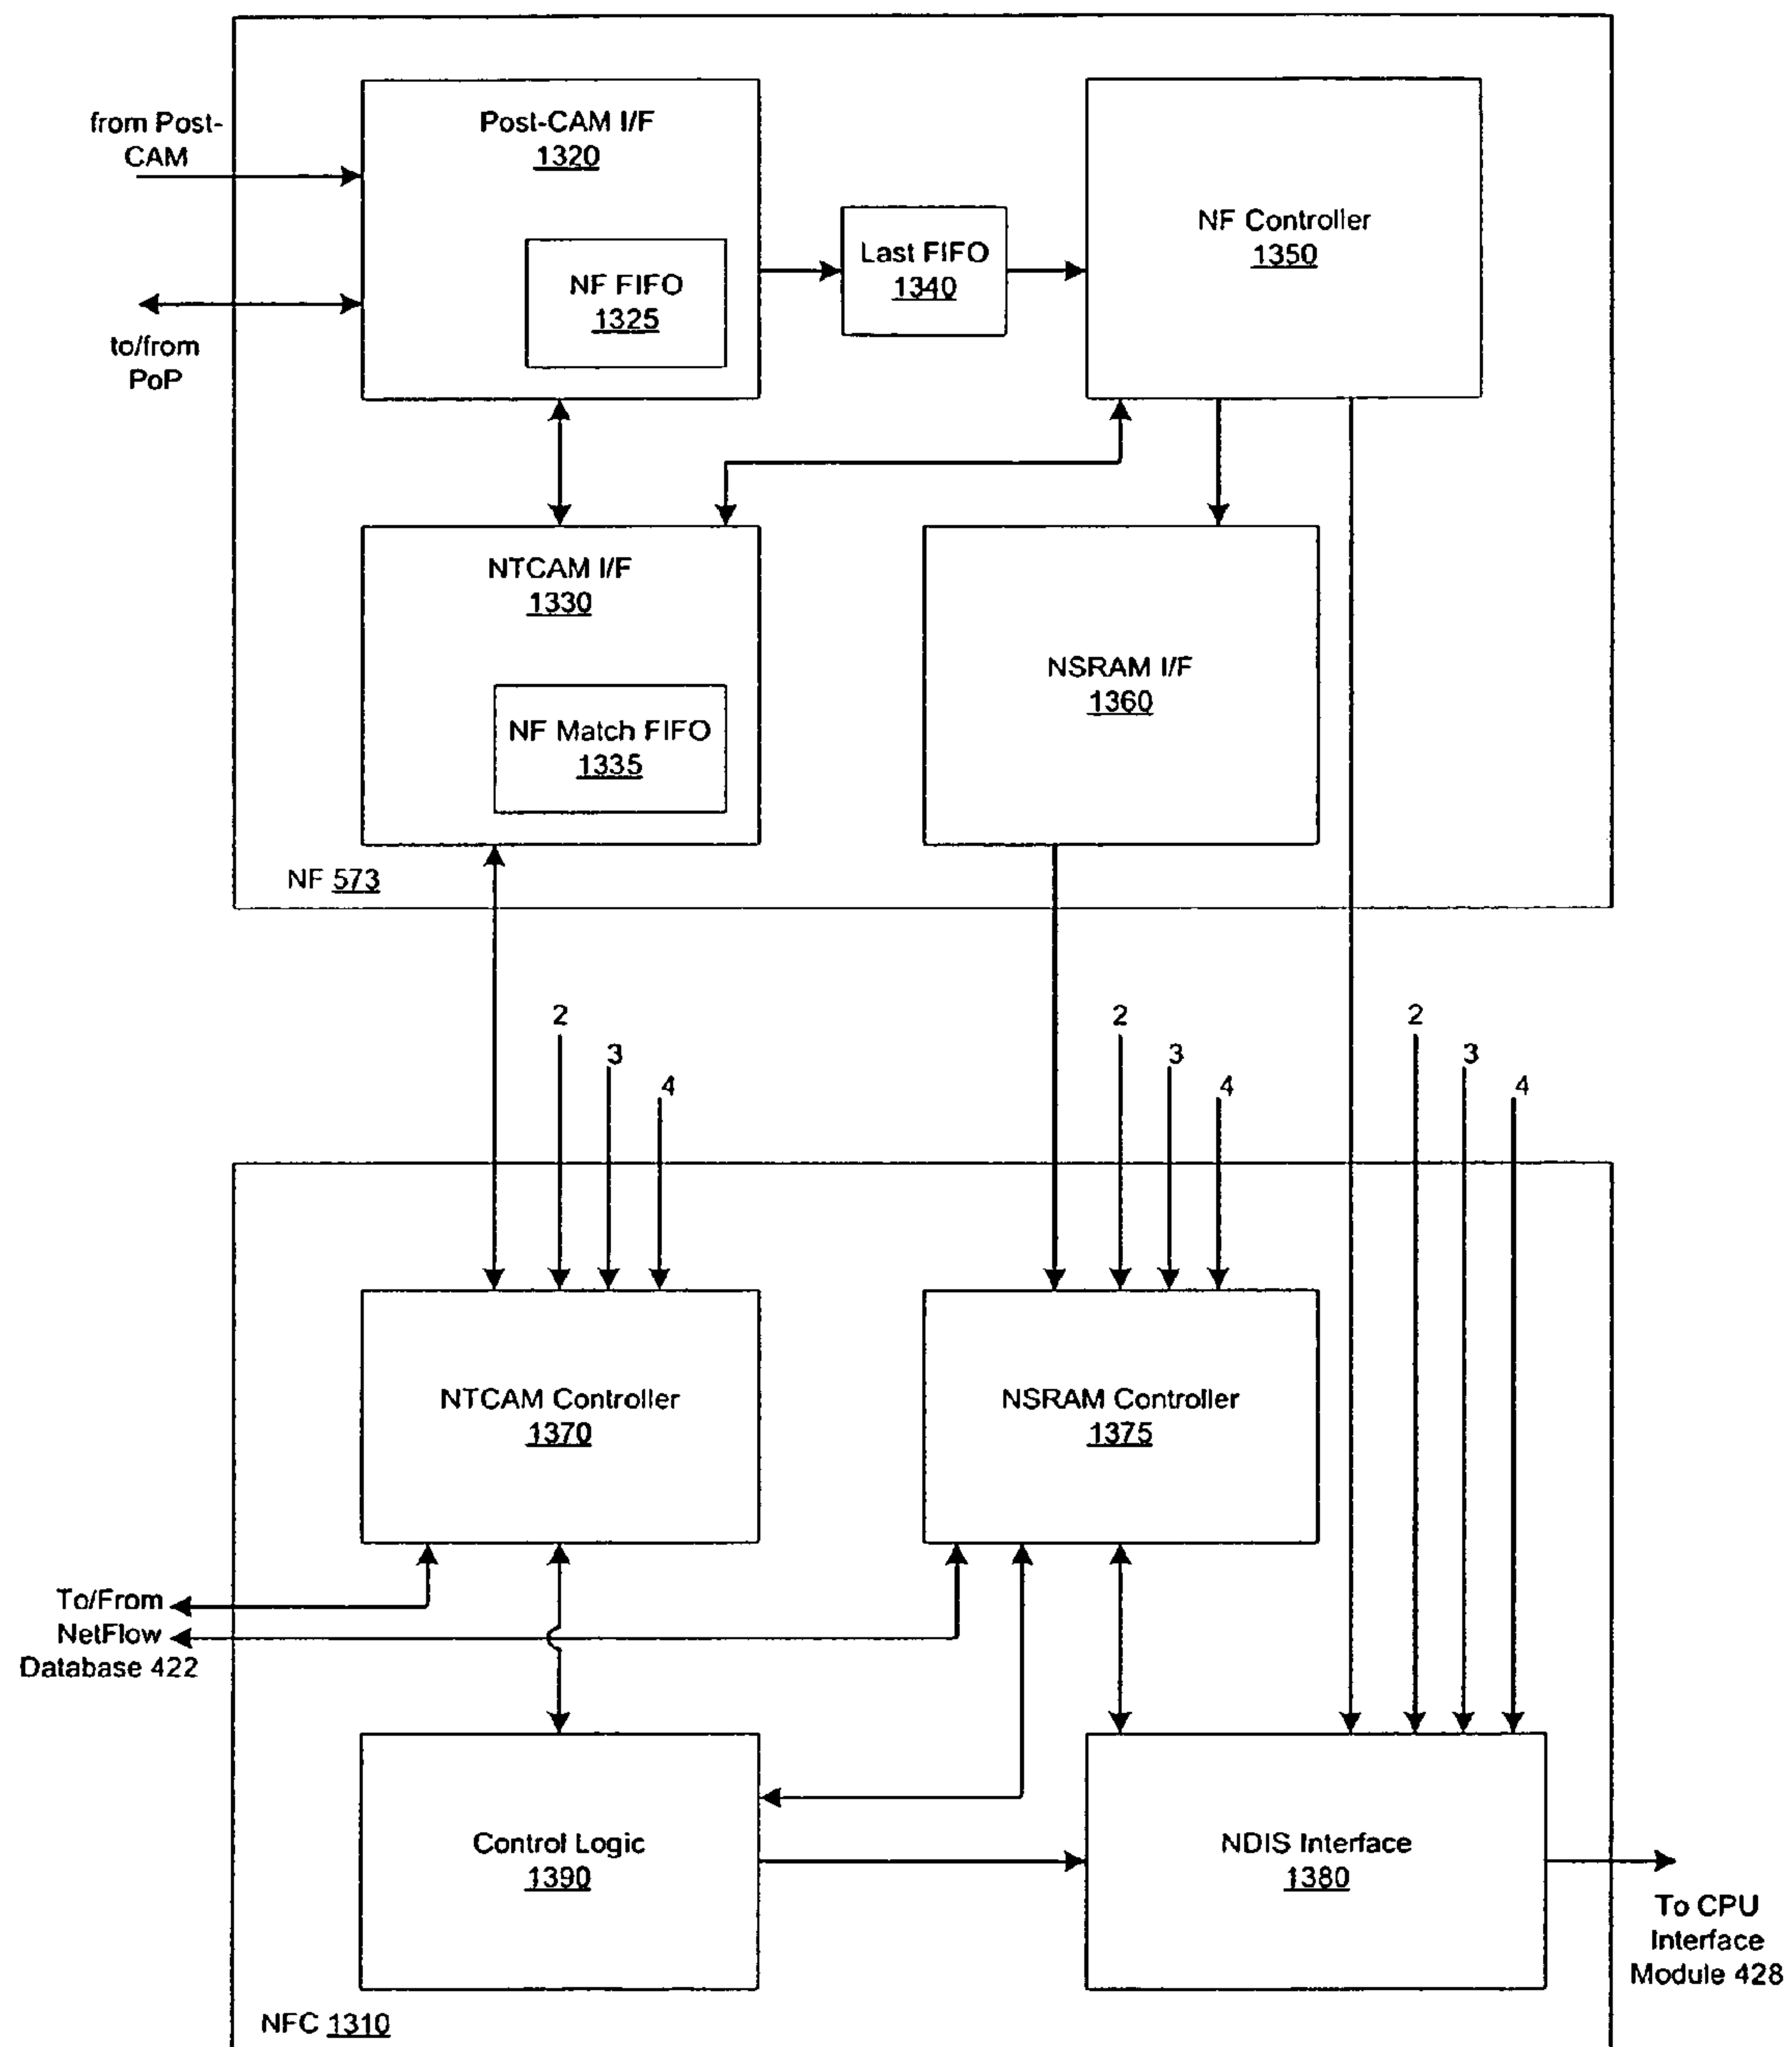 from Post-
CAM
to/from
PoP
Post-CAM I/F
1320
NF FIFO
1325
Last FIFO
1340
NF Controller
1350
NTCAM I/F
1330
NF Match FIFO
1335
NSRAM I/F
1360
NF 573
2
3
4
2
3
4
2
3
4
NTCAM Controller
1370
NSRAM Controller
1375
To/From
NetFlow
Database 422
Control Logic
1390
NDIS Interface
1380
To CPU
Interface
Module 428
NFC 1310